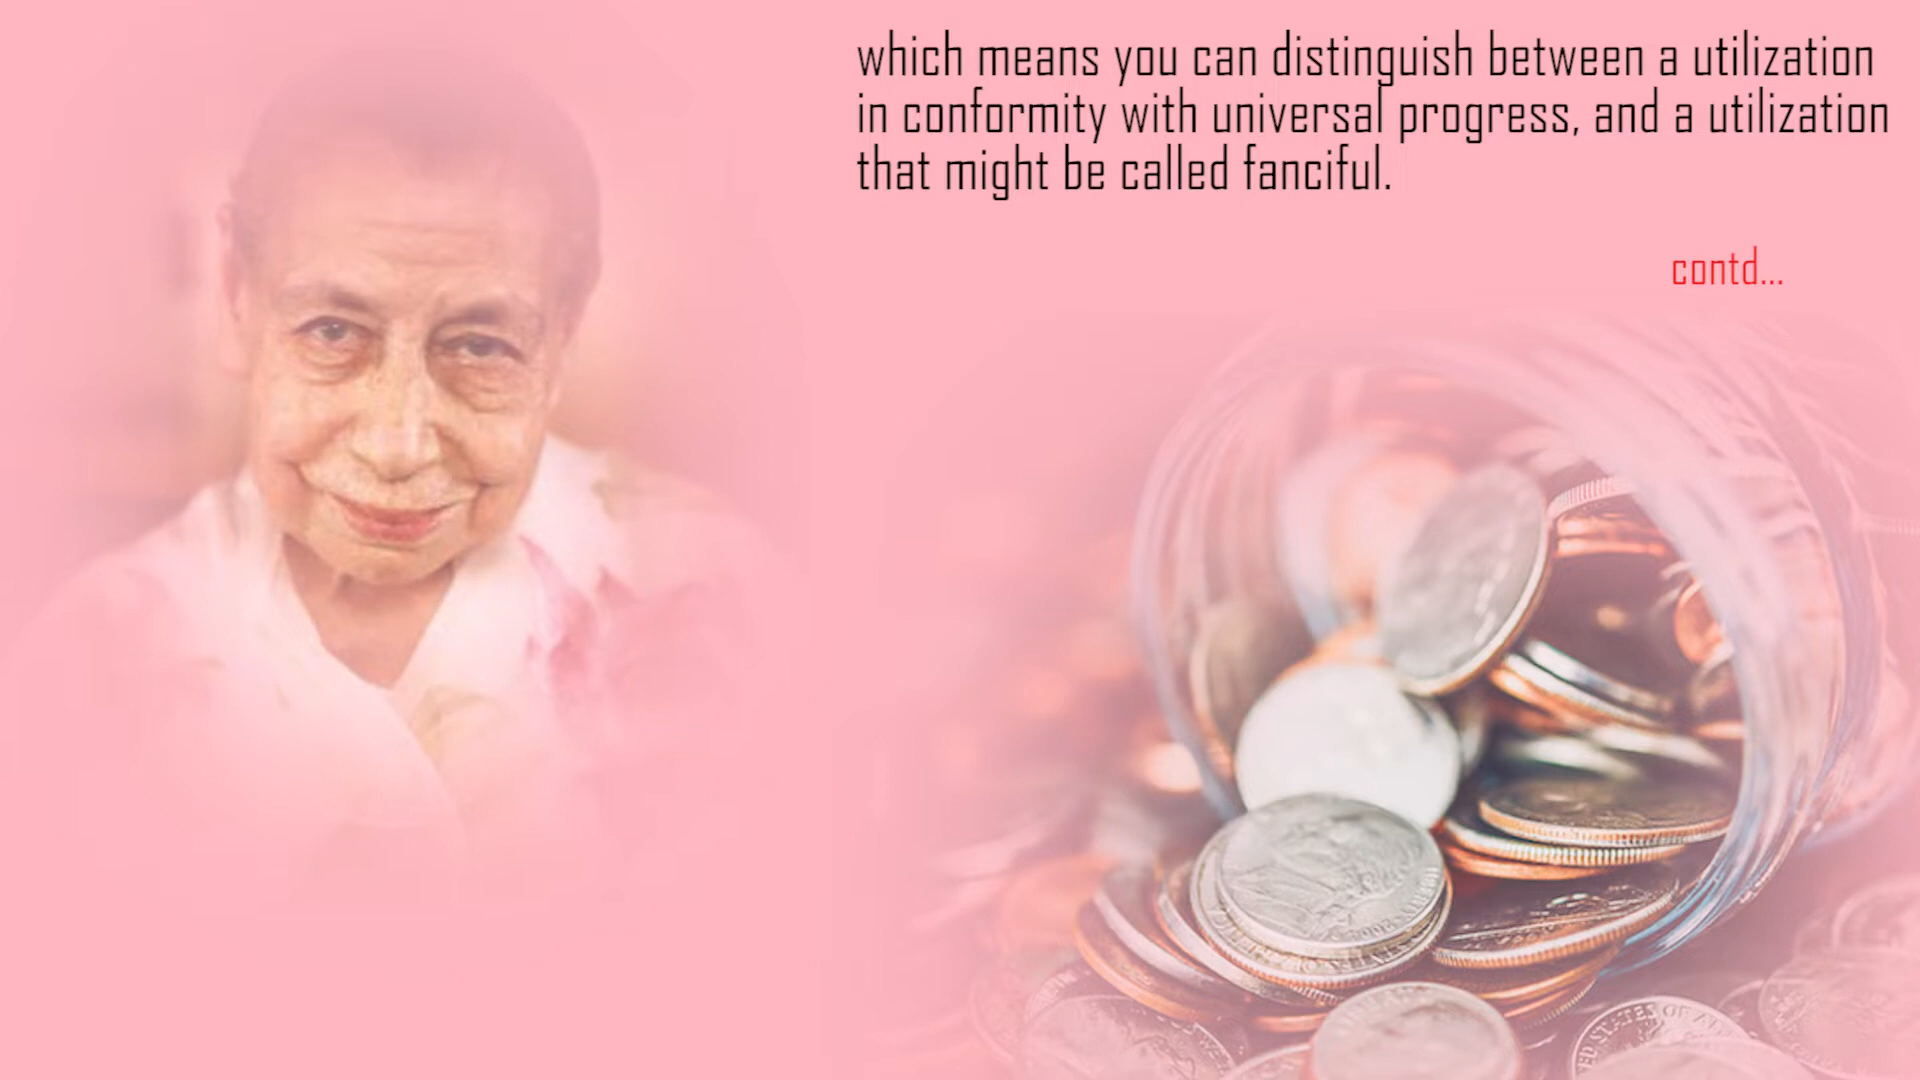 which means you can distinguish between a utilization
in conformity with universal progress, and a utilization
that might be called fanciful.
contd...